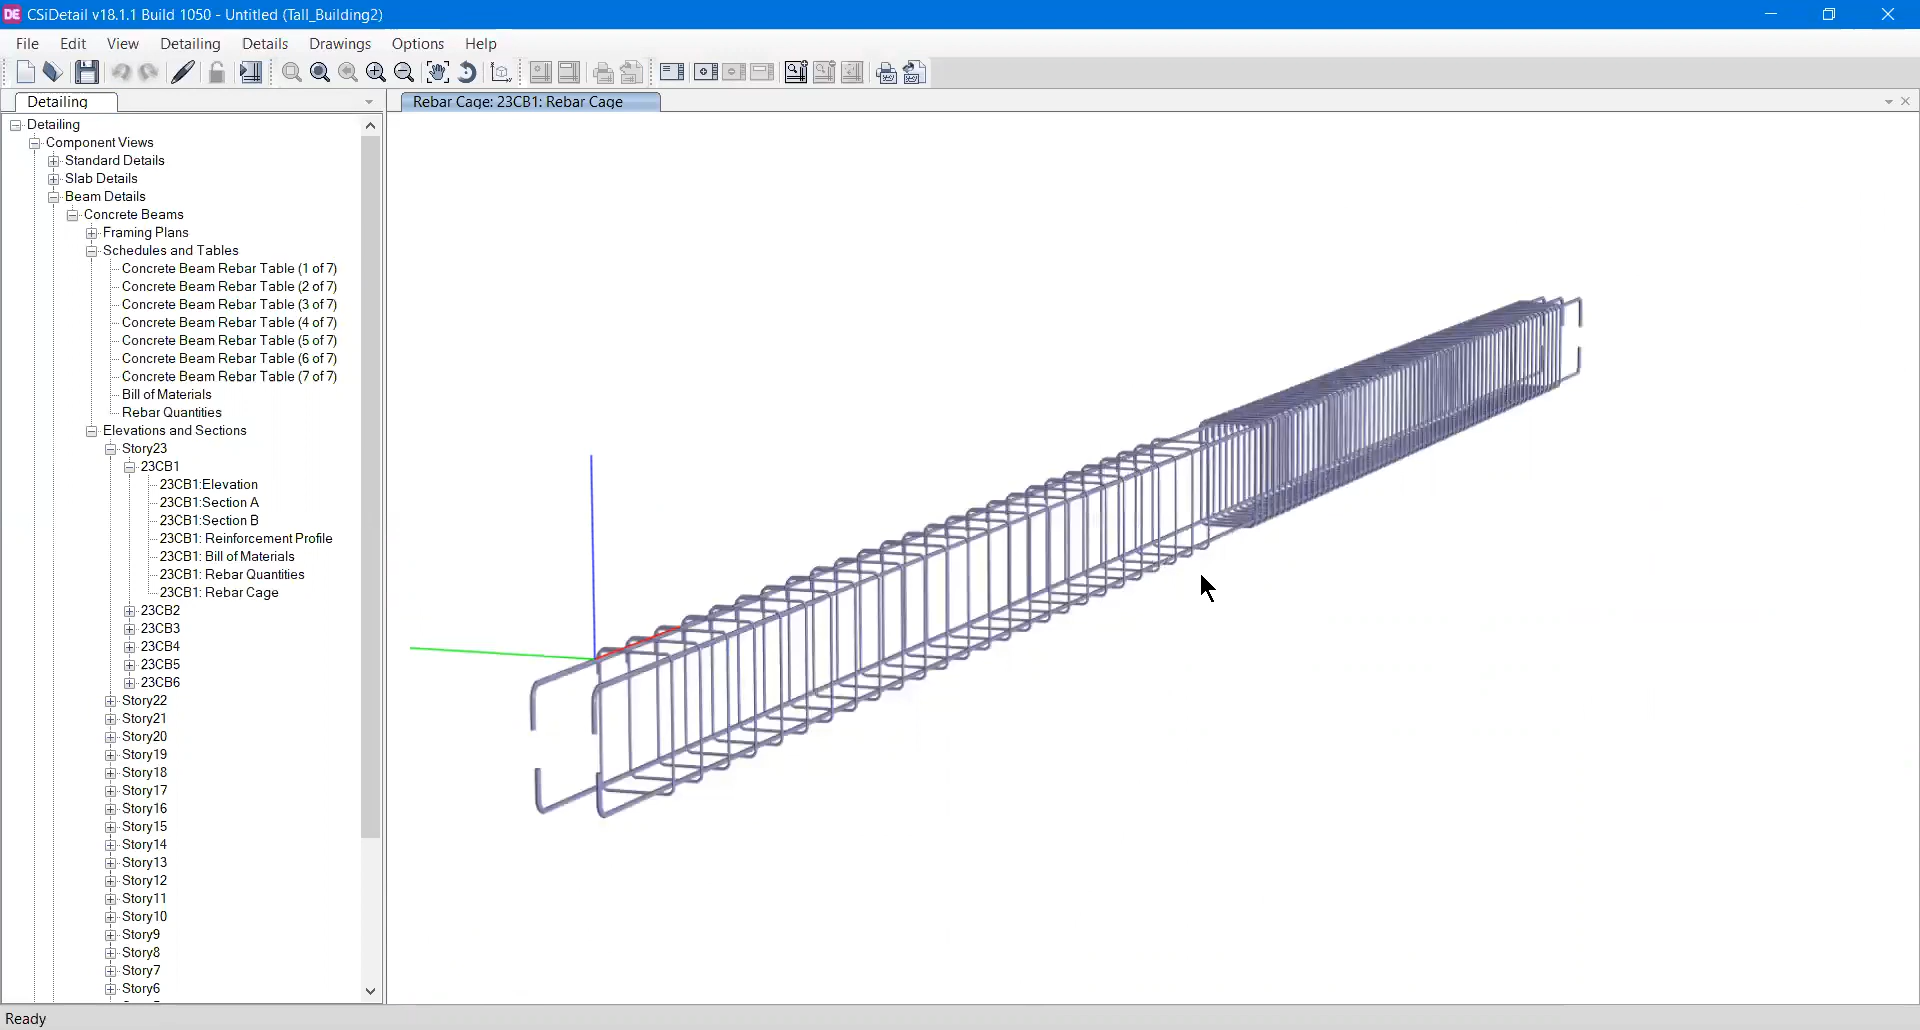 DE CSiDetail v18.1.1 Build 1050 - Untitled (Tall_Building2)
File Edit View Detailing Details Drawings Options Help
Detailing
Rebar Cage: 23CB1: Rebar Cage
Detailing
Component Views
Standard Details
Slab Details
Beam Details
Concrete Beams
Framing Plans
Schedules and Tables
Concrete Beam Rebar Table (1 of 7)
Concrete Beam Rebar Table (2 of 7)
Concrete Beam Rebar Table (3 of 7)
Concrete Beam Rebar Table (4 of 7)
Concrete Beam Rebar Table (5 of 7)
Concrete Beam Rebar Table (6 of 7)
Concrete Beam Rebar Table (7 of 7)
Bill of Materials
Rebar Quantities
Elevations and Sections
Story23
23CB1
23CB1:Elevation
23CB1:Section A
23CB1:Section B
23CB1: Reinforcement Profile
23CB1: Bill of Materials
23CB1: Rebar Quantities
23CB1: Rebar Cage
23CB2
23CB3
23CB4
23CB5
23CB6
Story22
Story21
Story20
Story19
Story18
Story17
Story16
Story15
Story14
Story13
Story12
Story11
Story10
Story9
Story8
Story7
Story6
Ready